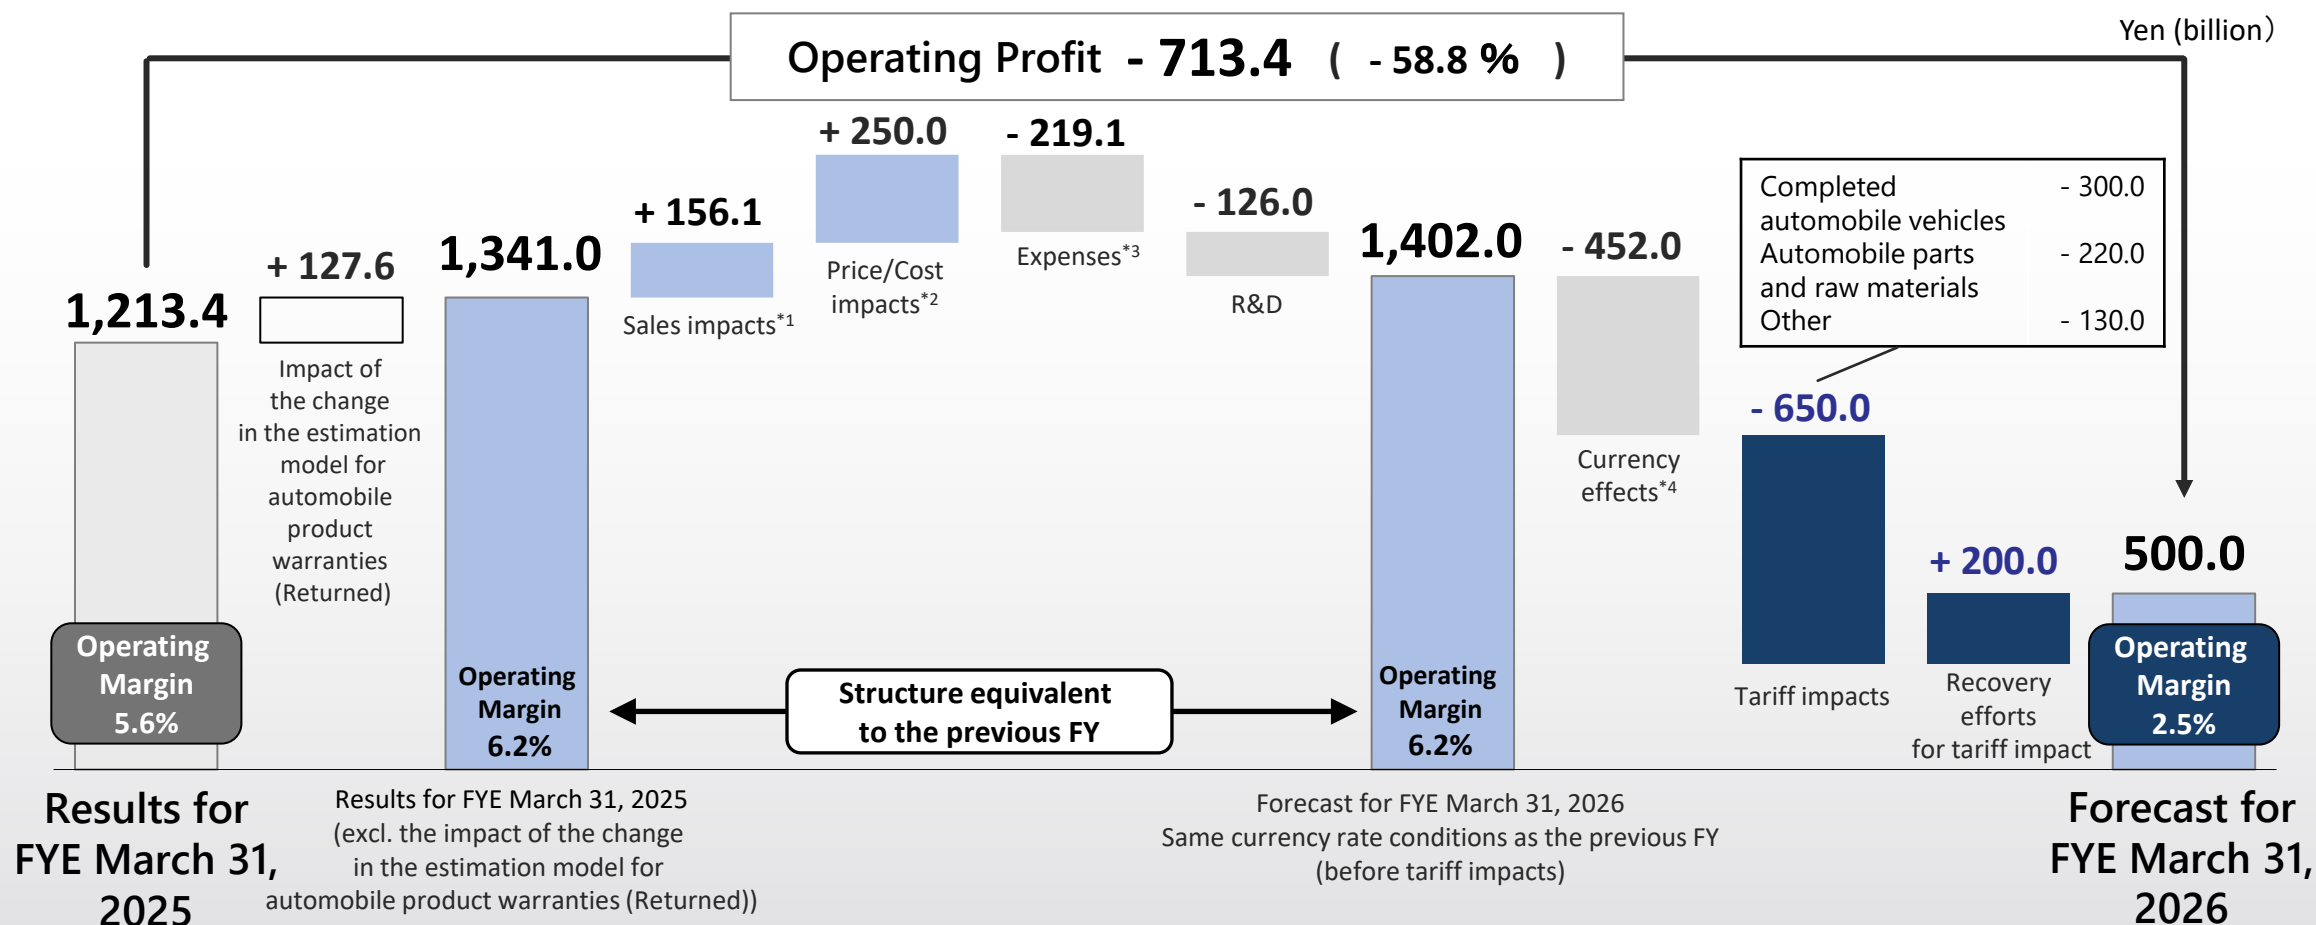 Yen (billion）
Operating Profit - 713.4 ( - 58.8 % )
1,213.4
+ 127.6
Impact of
the change
in the estimation
model for
automobile
product
warranties
(Returned)
1,341.0
+ 156.1
Sales impacts*1
+ 250.0
Price/Cost
impacts*2
- 219.1
Expenses*3
- 126.0
R&D
1,402.0
- 452.0
Currency
effects*4
Completed - 300.0
automobile vehicles
Automobile parts - 220.0
and raw materials
Other - 130.0
- 650.0
Tariff impacts
+ 200.0
Recovery
efforts
for tariff impact
500.0
Operating
Margin
5.6%
Operating
Margin
6.2%
Structure equivalent
to the previous FY
Operating
Margin
6.2%
Operating
Margin
2.5%
Results for
FYE March 31,
2025
Results for FYE March 31, 2025
(excl. the impact of the change
in the estimation model for
automobile product warranties (Returned))
Forecast for FYE March 31, 2026
Same currency rate conditions as the previous FY
(before tariff impacts)
Forecast for
FYE March 31,
2026